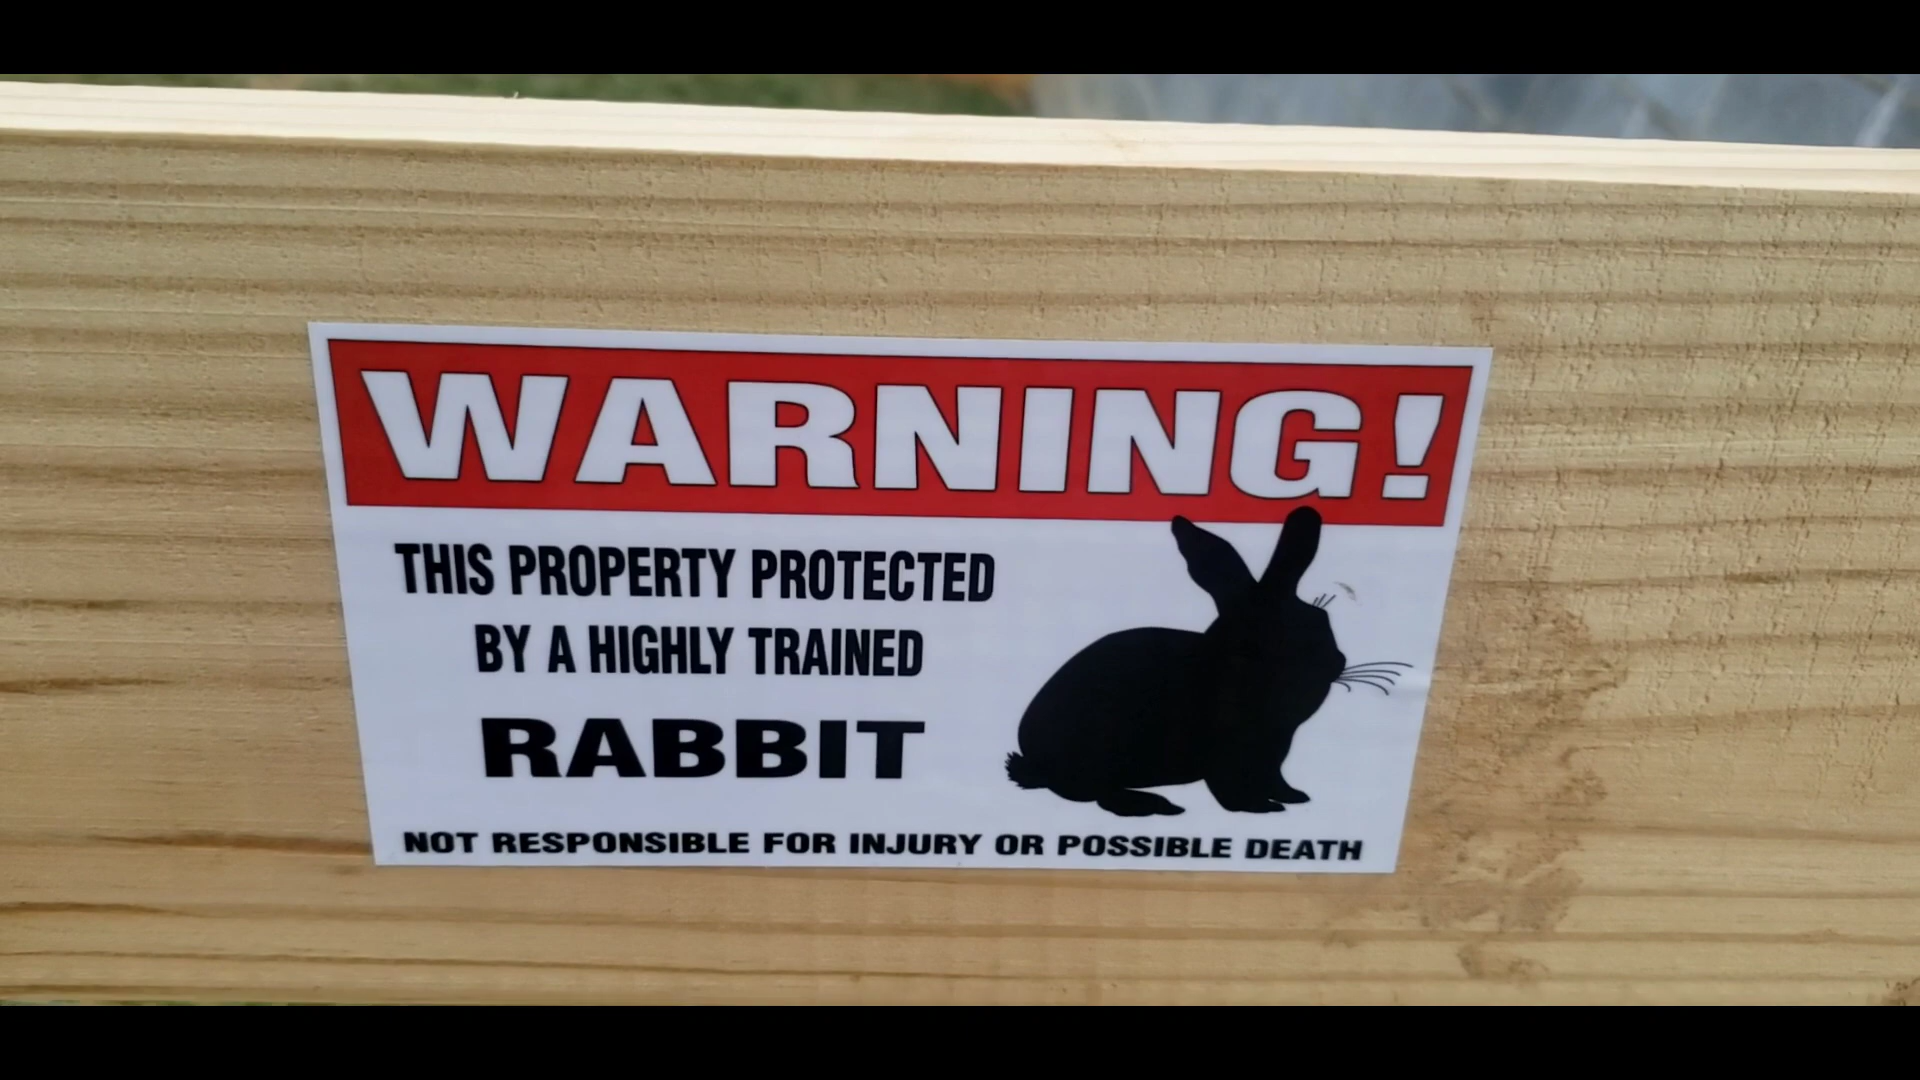 WARNING!
THIS PROPERTY PROTECTED
BY A HIGHLY TRAINED
RABBIT
NOT RESPONSIBLE FOR INJURY OR POSSIBLE DEATH